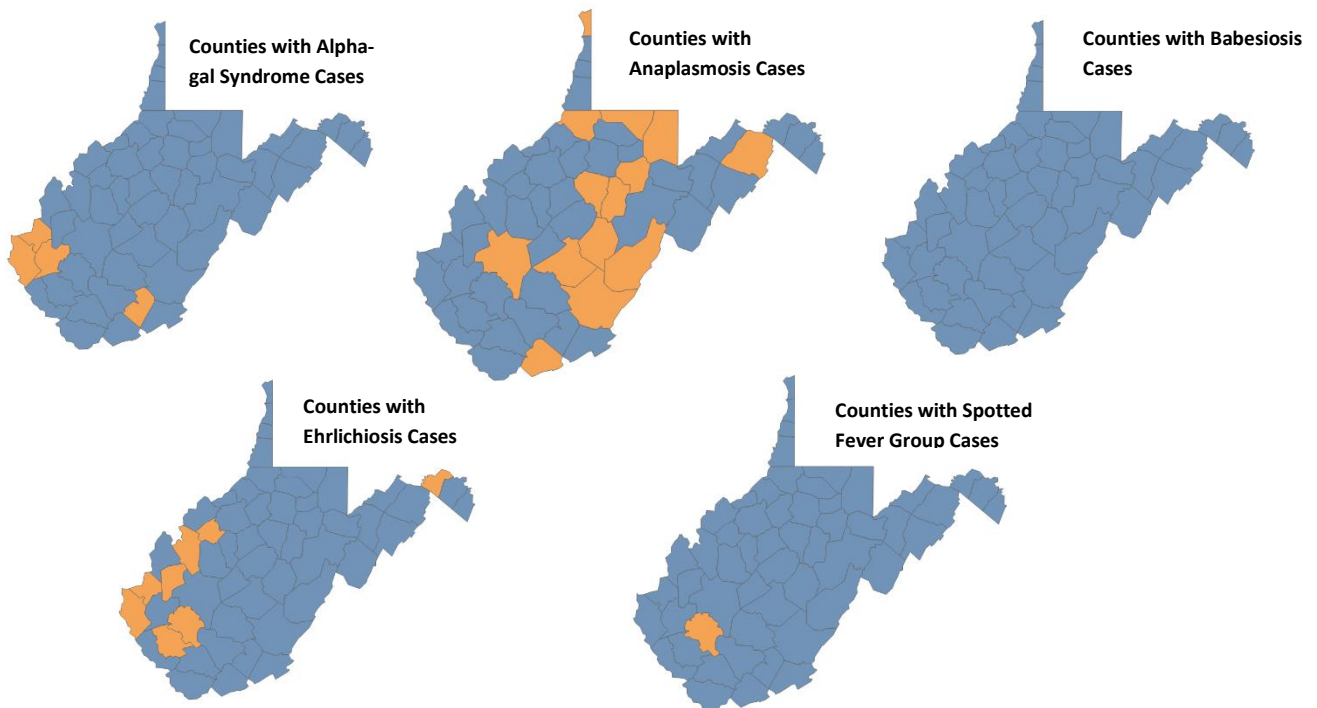 Counties with Alpha-
gal Syndrome Cases
Counties with
Anaplasmosis Cases
Counties with Babesiosis
Cases
Counties with
Ehrlichiosis Cases
Counties with Spotted
Fever Group Cases